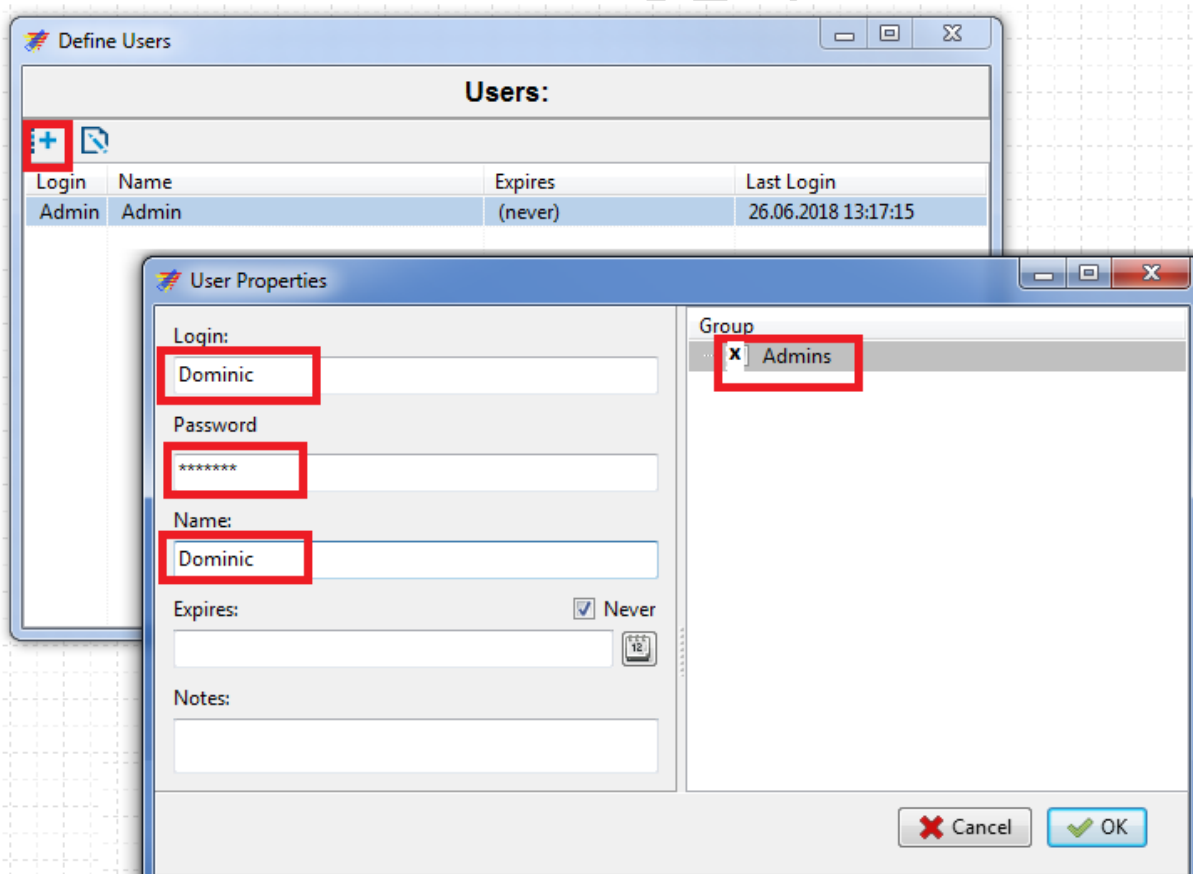 Define Users
Users:
Login Name Expires Last Login
Admin Admin (never) 26.06.2018 13:17:15
User Properties
Login:
Dominic
Password
*******
Name:
Dominic
Expires: Never
12
Notes:
Group
x Admins
Cancel OK